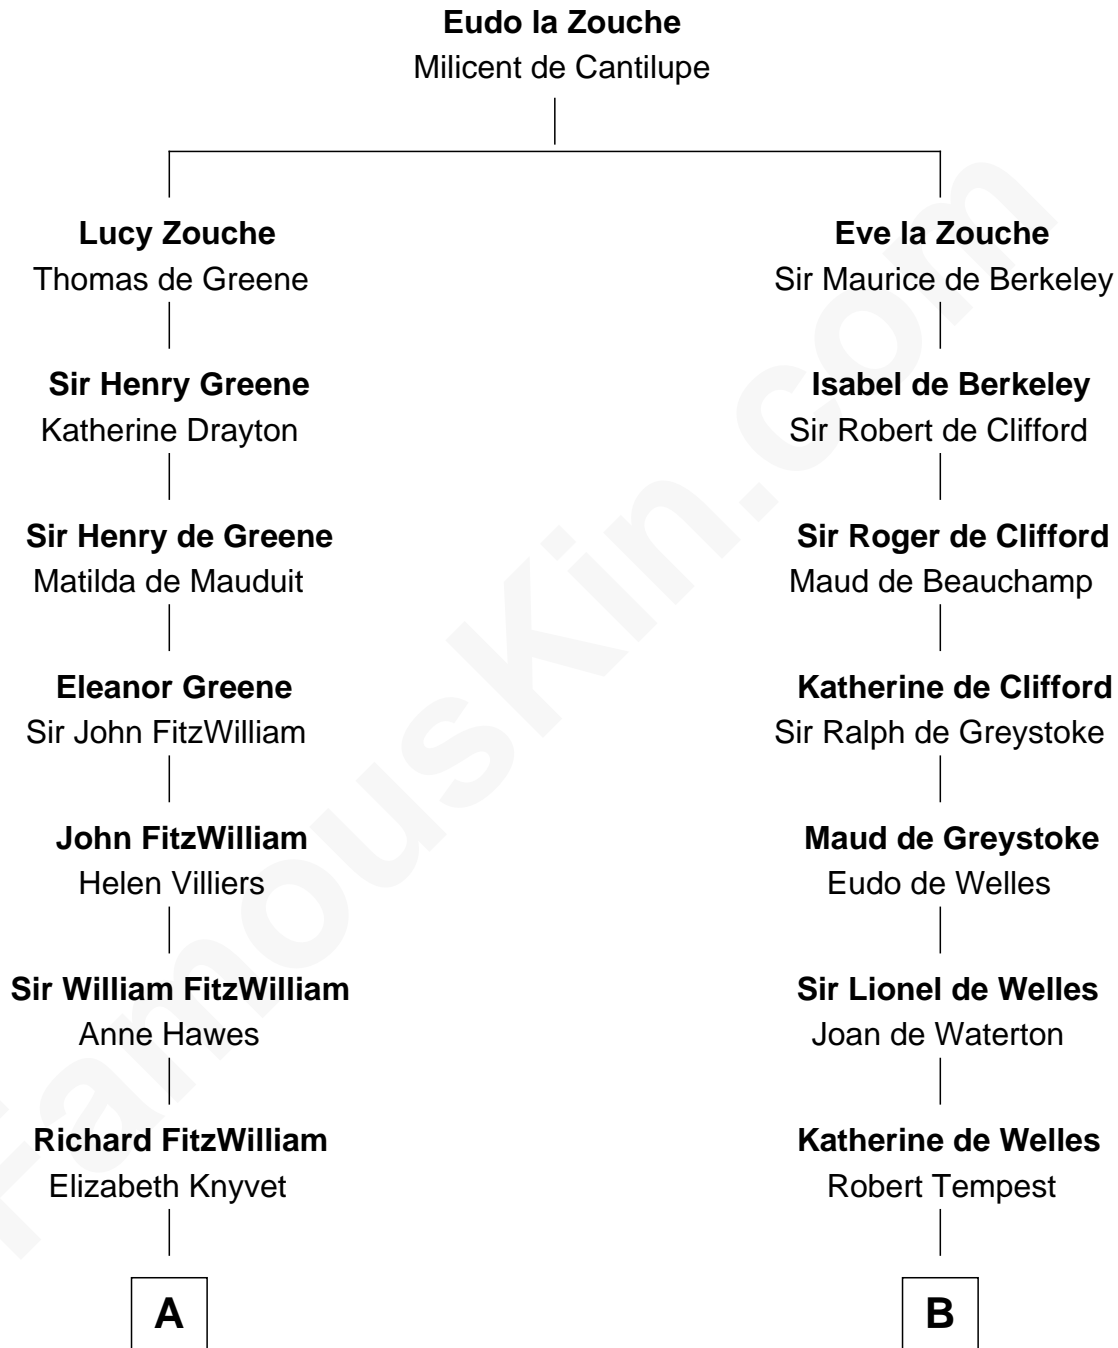 Eudo la Zouche
Milicent de Cantilupe
Lucy Zouche
Thomas de Greene
Eve la Zouche
Sir Maurice de Berkeley
Sir Henry Greene
Katherine Drayton
Isabel de Berkeley
Sir Robert de Clifford
Sir Henry de Greene
Matilda de Mauduit
Sir Roger de Clifford
Maud de Beauchamp
Eleanor Greene
Sir John FitzWilliam
Katherine de Clifford
Sir Ralph de Greystoke
John FitzWilliam
Helen Villiers
Maud de Greystoke
Eudo de Welles
Sir William FitzWilliam
Anne Hawes
Sir Lionel de Welles
Joan de Waterton
Richard FitzWilliam
Elizabeth Knyvet
Katherine de Welles
Robert Tempest
A
B
FamousKin.com